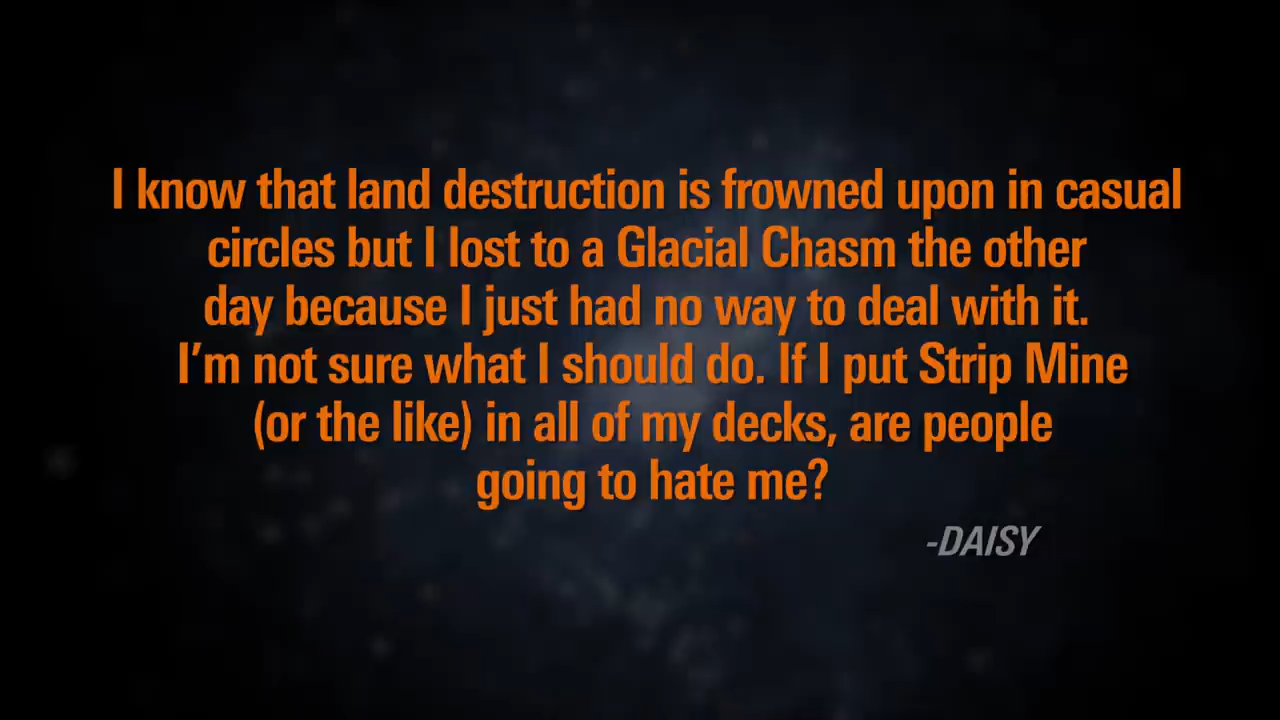 I know that land destruction is frowned upon in casual
circles but I lost to a Glacial Chasm the other
day because I just had no way to deal with it.
I’m not sure what I should do. If I put Strip Mine
(or the like) in all of my decks, are people
going to hate me?
-DAISY